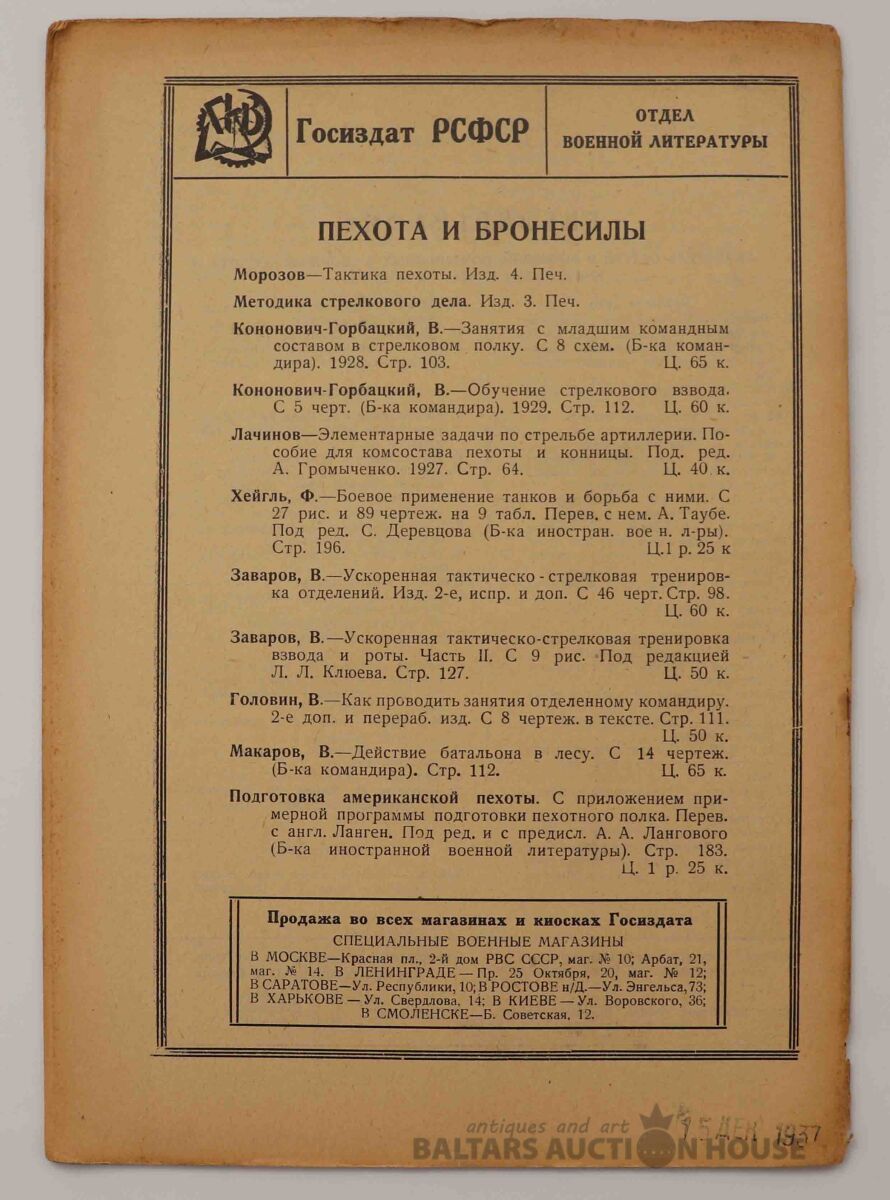 Госиздат РСФСР
ОТДЕЛ
ВОЕННОЙ ЛИТЕРАТУРЫ
ПЕХОТА И БРОНЕСИЛЫ
Морозов—Тактика пехоты. Изд. 4. Печ.
Методика стрелкового дела. Изд. 3. Печ.
Кононович-Горбацкий, В.—Занятия с младшим командным
составом в стрелковом полку. С 8 схем. (Б-ка коман-
дира). 1928. Стр. 103. Ц. 65 к.
Кононович-Горбацкий, В.—Обучение стрелкового взвода.
С 5 черт. (Б-ка командира). 1929. Стр. 112. Ц. 60 к.
Лачинов—Элементарные задачи по стрельбе артиллерии. По-
собие для комсостава пехоты и конницы. Под. ред.
А. Громыченко. 1927. Стр. 64. Ц. 40 к.
Хейгль, Ф.—Боевое применение танков и борьба с ними. С
27 рис. и 89 чертеж. на 9 табл. Перев. с нем. А. Таубе.
Под ред. С. Деревцова (Б-ка иностран. вое н. л-ры).
Стр. 196. Ц.1 р. 25 к
Заваров, В.—Ускоренная тактическо-стрелковая трениров-
ка отделений. Изд. 2-е, испр. и доп. С 46 черт. Стр. 98.
Ц. 60 к.
Заваров, В.—Ускоренная тактическо-стрелковая тренировка
взвода и роты. Часть II. С 9 рис. Под редакцией
Л. Л. Клюева. Стр. 127. Ц. 50 к.
Головин, В.—Как проводить занятия отделенному командиру.
2-е доп. и перераб. изд. С 8 чертеж. в тексте. Стр. 111.
Ц. 50 к.
Макаров, В.—Действие батальона в лесу. С 14 чертеж.
(Б-ка командира). Стр. 112. Ц. 65 к.
Подготовка американской пехоты. С приложением при-
мерной программы подготовки пехотного полка. Перев.
с англ. Ланген. Под ред. и с предисл. А. А. Лангового
(Б-ка иностранной военной литературы). Стр. 183.
Ц. 1 р. 25 к.
Продажа во всех магазинах и киосках Госиздата
СПЕЦИАЛЬНЫЕ ВОЕННЫЕ МАГАЗИНЫ
В МОСКВЕ—Красная пл., 2-й дом РВС СССР, маг. № 10; Арбат, 21,
маг. № 14. В ЛЕНИНГРАДЕ—Пр. 25 Октября, 20, маг. № 12;
В САРАТОВЕ—Ул. Республики, 10; В РОСТОВЕ н/Д.—Ул. Энгельса, 73;
В ХАРЬКОВЕ—Ул. Свердлова, 14; В КИЕВЕ—Ул. Воровского, 36;
В СМОЛЕНСКЕ—Б. Советская, 12.
antiques and art
BALTARS AUCTION HOUSE
1937